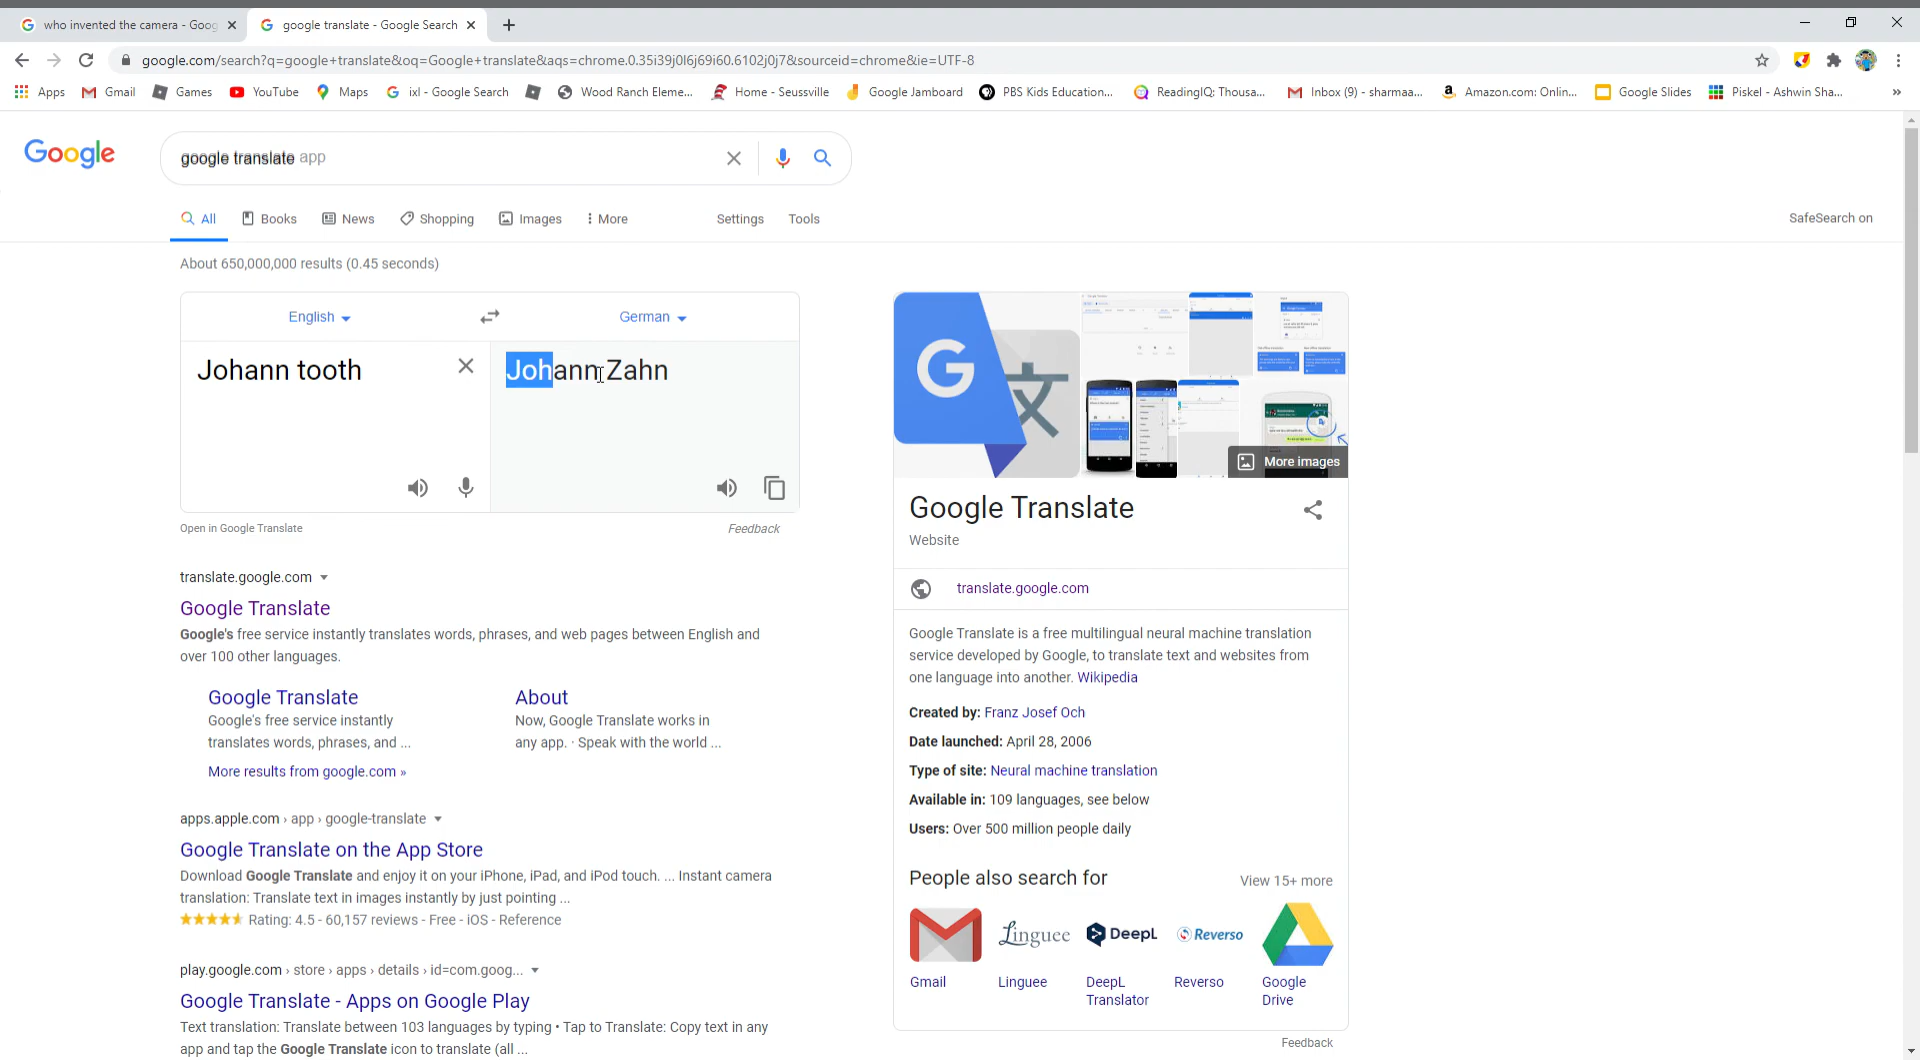 who invented the camera - Goog
google translate - Google Search
google.com/search?q=google+translate&oq=Google+translate&aqs=chrome.0.35i39j0l6j69i60.6102j0j7&sourceid=chrome&ie=UTF-8
Apps Gmail Games YouTube Maps ixl - Google Search Wood Ranch Eleme... Home - Seussville Google Jamboard PBS Kids Education... ReadingIQ: Thousa... Inbox (9) - sharmaa... Amazon.com: Onlin... Google Slides Piskel - Ashwin Sha... »
Google
google translate app
All Books News Shopping Images More Settings Tools
SafeSearch on
About 650,000,000 results (0.45 seconds)
English German
Johann tooth
Johann Zahn
Open in Google Translate
Feedback
translate.google.com
Google Translate
Google's free service instantly translates words, phrases, and web pages between English and
over 100 other languages.
Google Translate
Google's free service instantly
translates words, phrases, and ...
About
Now, Google Translate works in
any app. · Speak with the world ...
More results from google.com »
apps.apple.com › app › google-translate
Google Translate on the App Store
Download Google Translate and enjoy it on your iPhone, iPad, and iPod touch. ... Instant camera
translation: Translate text in images instantly by just pointing ...
Rating: 4.5 - 60,157 reviews - Free - iOS - Reference
play.google.com › store › apps › details › id=com.goog...
Google Translate - Apps on Google Play
Text translation: Translate between 103 languages by typing • Tap to Translate: Copy text in any
app and tap the Google Translate icon to translate (all ...
G 文
More images
Google Translate
Website
translate.google.com
Google Translate is a free multilingual neural machine translation
service developed by Google, to translate text and websites from
one language into another. Wikipedia
Created by: Franz Josef Och
Date launched: April 28, 2006
Type of site: Neural machine translation
Available in: 109 languages, see below
Users: Over 500 million people daily
People also search for
View 15+ more
Linguee DeepL Reverso
Gmail
Linguee
DeepL
Translator
Reverso
Google
Drive
Feedback